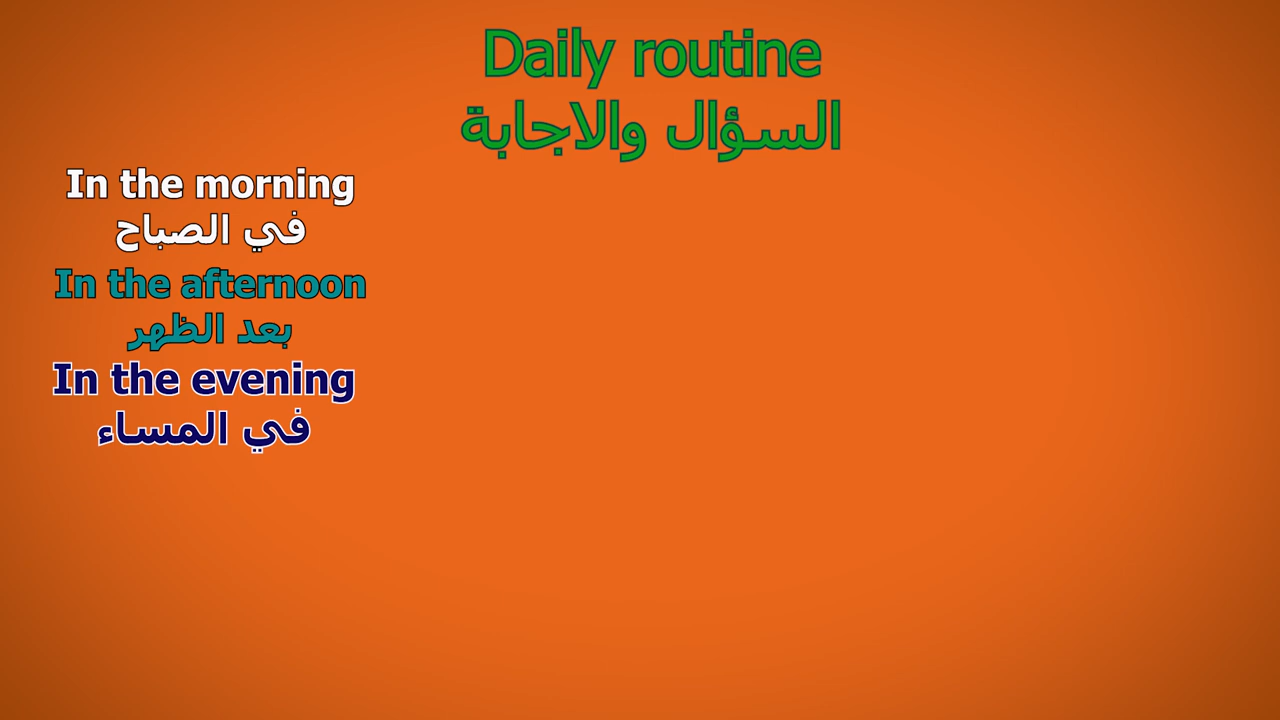 Daily routine
السؤال والاجابة
In the morning
في الصباح
In the afternoon
بعد الظهر
In the evening
في المساء